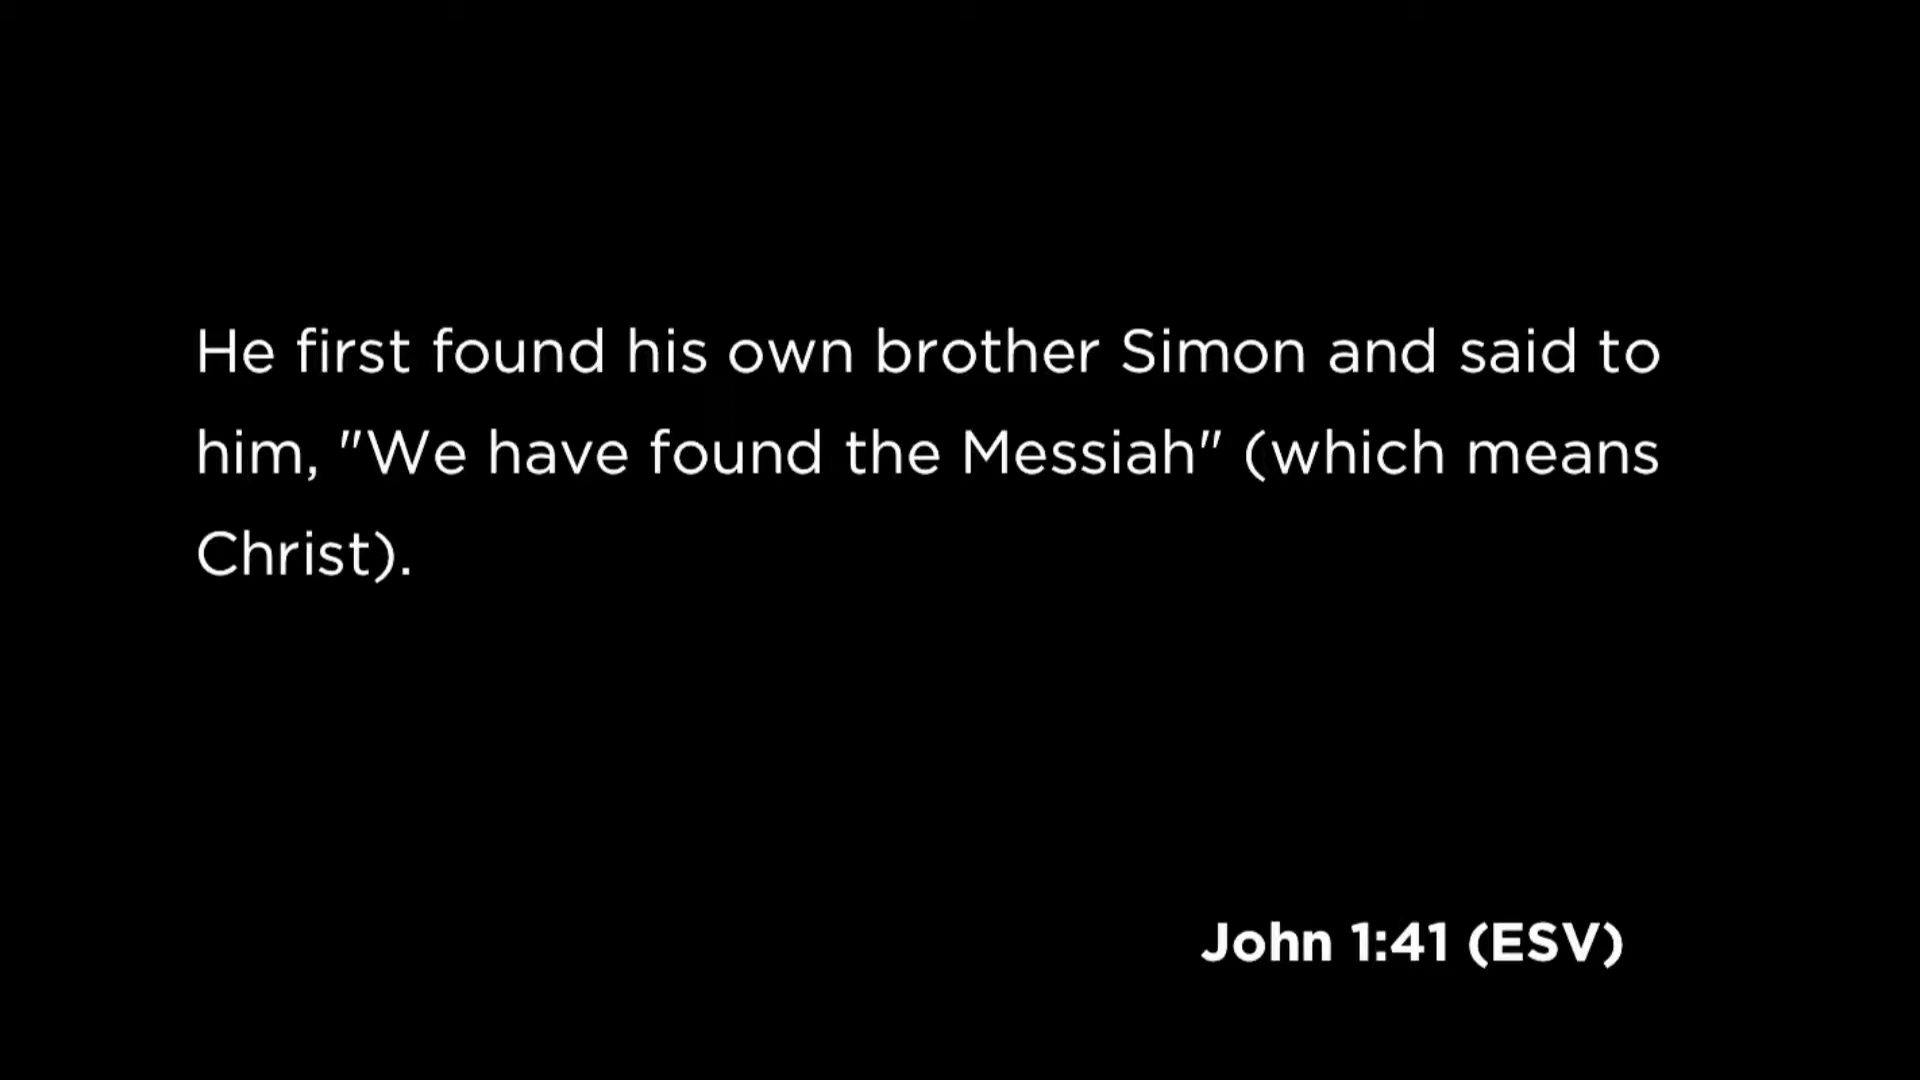 He first found his own brother Simon and said to
him, "We have found the Messiah" (which means
Christ).
John 1:41 (ESV)